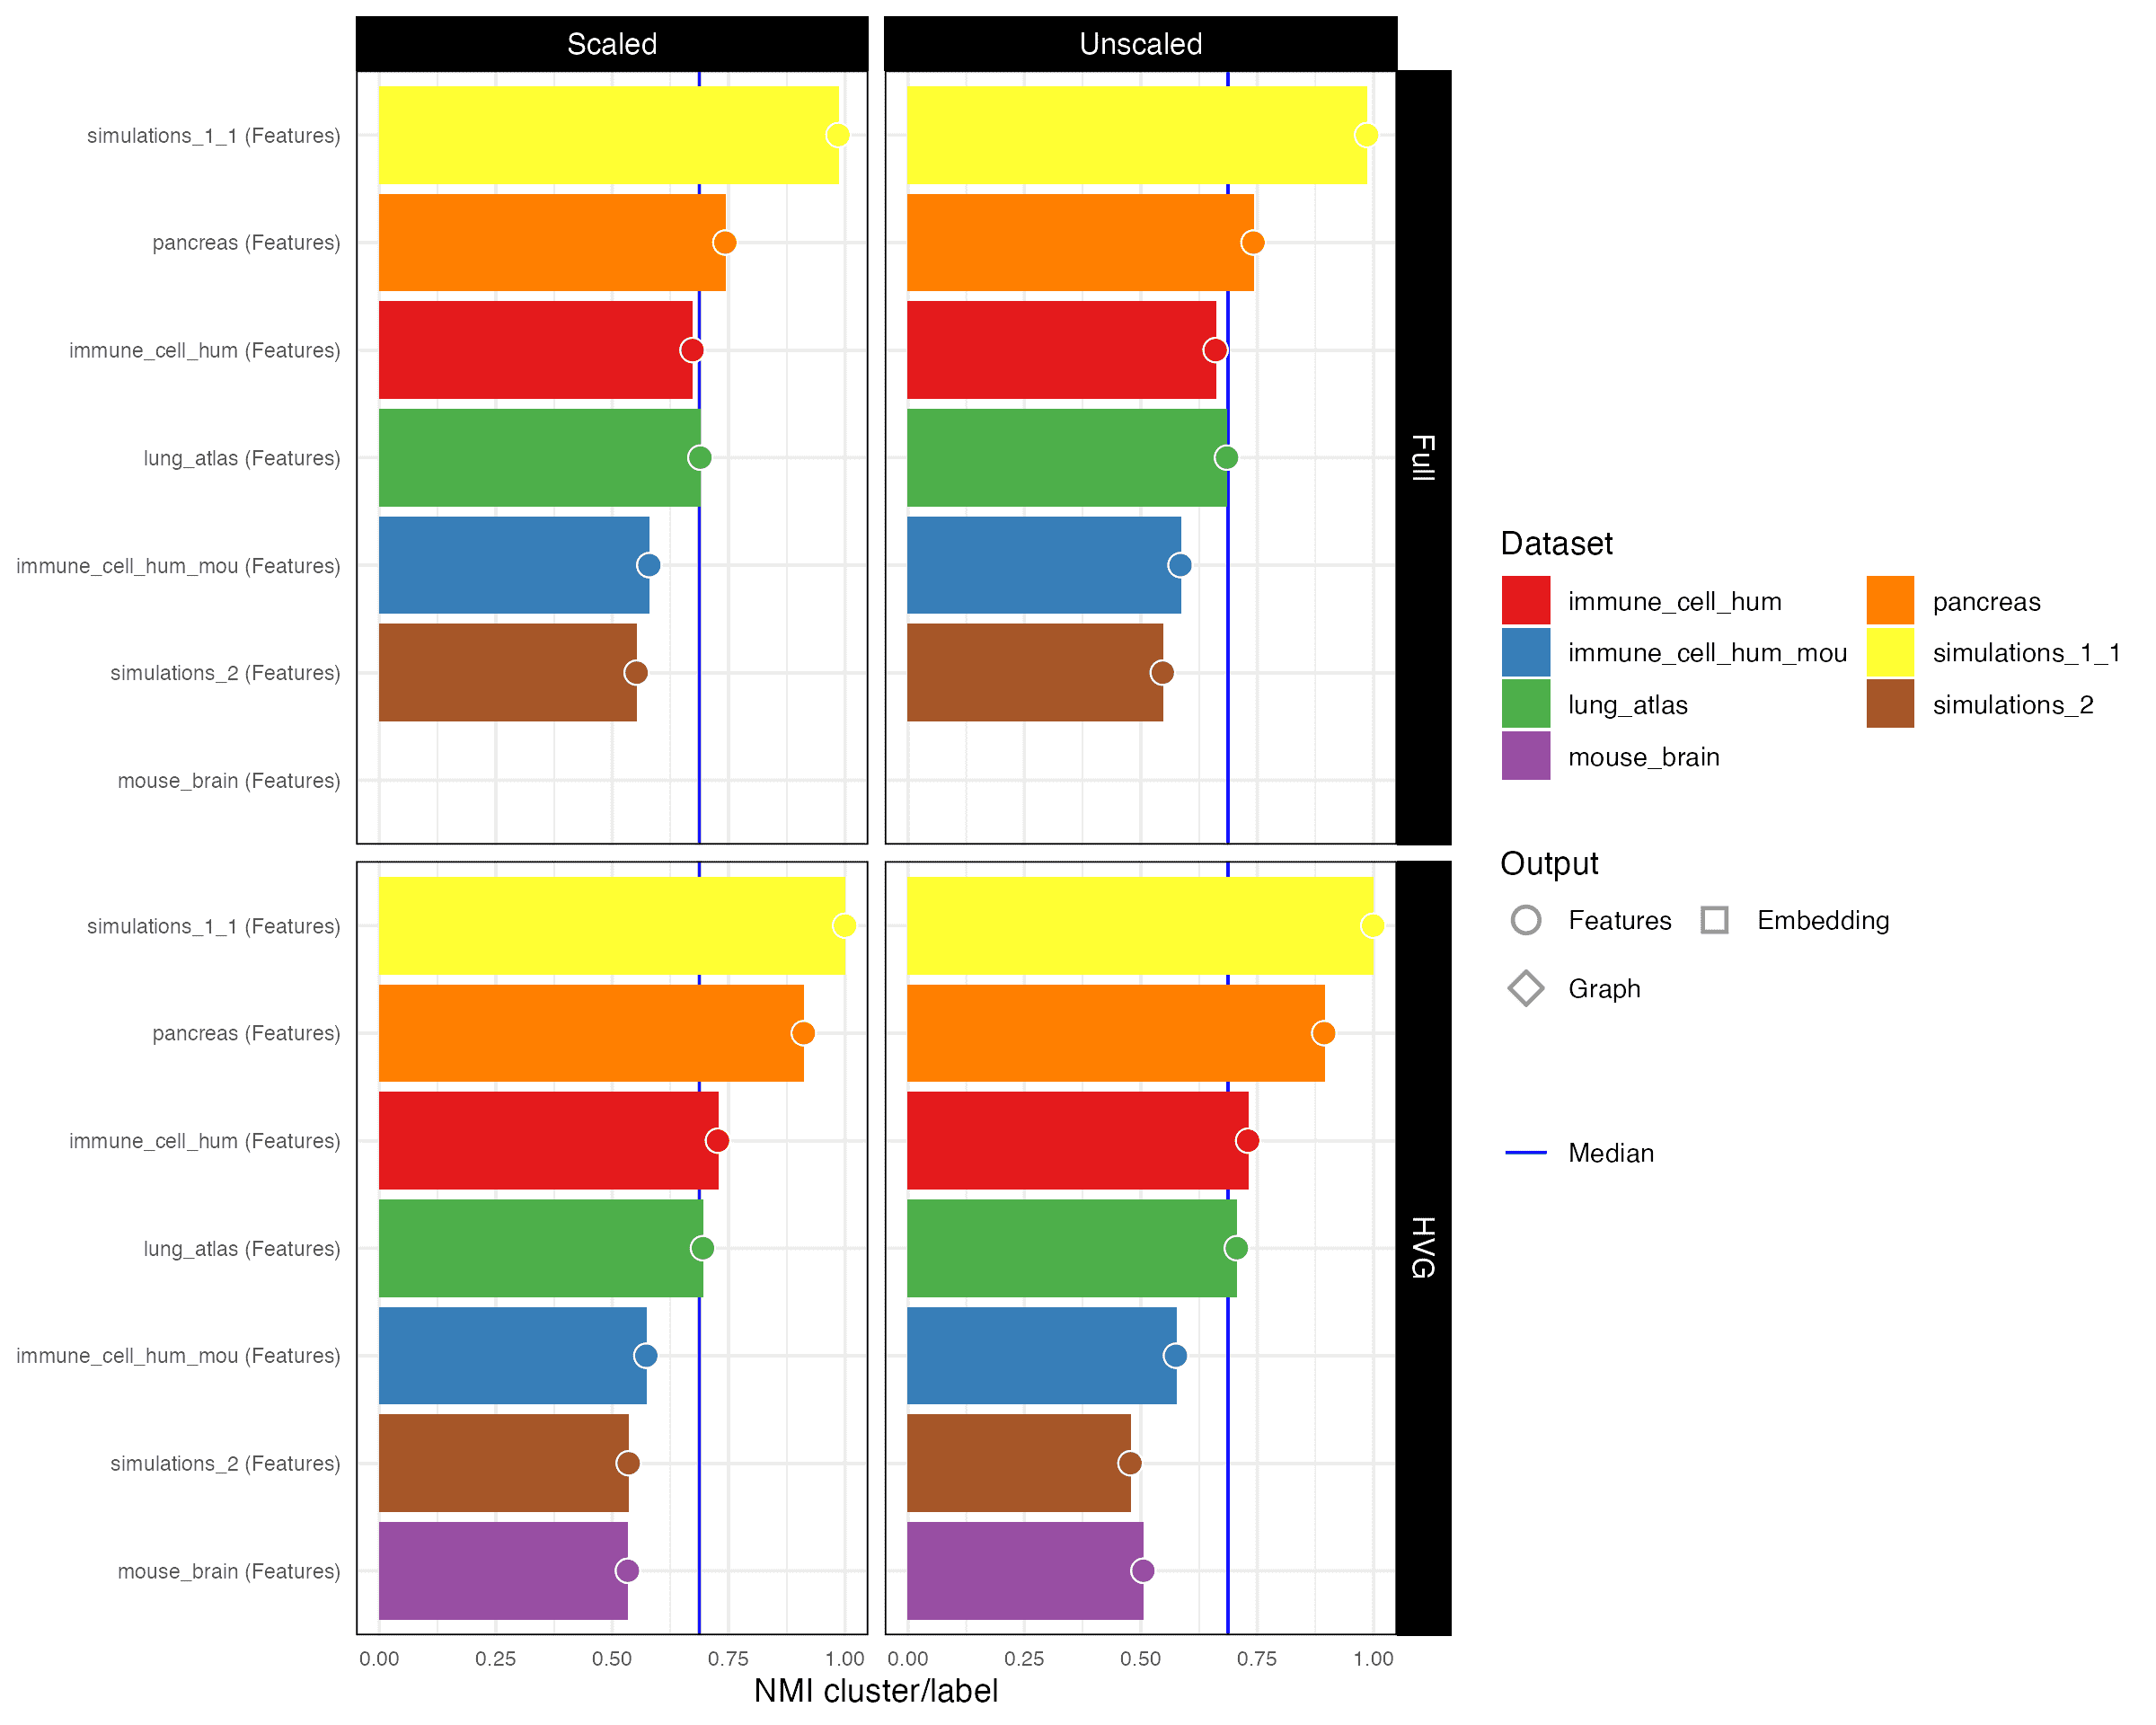 Scaled
Unscaled
simulations_1_1 (Features)
pancreas (Features)
immune_cell_hum (Features)
lung_atlas (Features)
immune_cell_hum_mou (Features)
simulations_2 (Features)
mouse_brain (Features)
Full
simulations_1_1 (Features)
pancreas (Features)
immune_cell_hum (Features)
lung_atlas (Features)
immune_cell_hum_mou (Features)
simulations_2 (Features)
mouse_brain (Features)
HVG
0.00 0.25 0.50 0.75 1.00
0.00 0.25 0.50 0.75 1.00
NMI cluster/label
Dataset
immune_cell_hum
immune_cell_hum_mou
lung_atlas
mouse_brain
pancreas
simulations_1_1
simulations_2
Output
Features
Embedding
Graph
Median